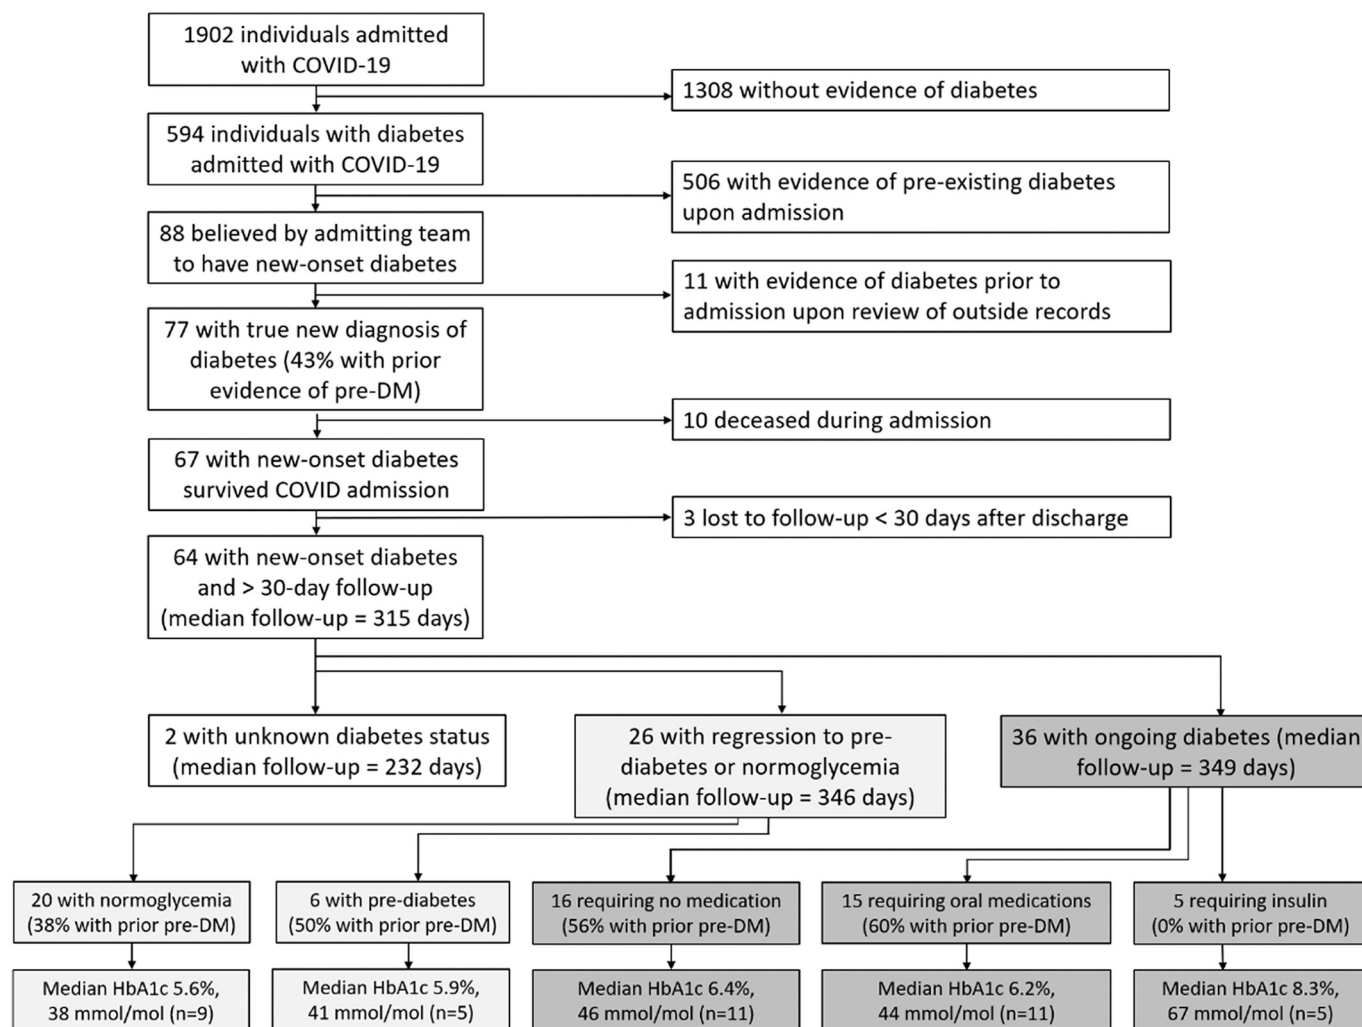 1902 individuals admitted
with COVID-19
1308 without evidence of diabetes
594 individuals with diabetes
admitted with COVID-19
506 with evidence of pre-existing diabetes
upon admission
88 believed by admitting team
to have new-onset diabetes
11 with evidence of diabetes prior to
admission upon review of outside records
77 with true new diagnosis of
diabetes (43% with prior
evidence of pre-DM)
10 deceased during admission
67 with new-onset diabetes
survived COVID admission
3 lost to follow-up < 30 days after discharge
64 with new-onset diabetes
and > 30-day follow-up
(median follow-up = 315 days)
2 with unknown diabetes status
(median follow-up = 232 days)
26 with regression to pre-
diabetes or normoglycemia
(median follow-up = 346 days)
36 with ongoing diabetes (median
follow-up = 349 days)
20 with normoglycemia
(38% with prior pre-DM)
6 with pre-diabetes
(50% with prior pre-DM)
16 requiring no medication
(56% with prior pre-DM)
15 requiring oral medications
(60% with prior pre-DM)
5 requiring insulin
(0% with prior pre-DM)
Median HbA1c 5.6%,
38 mmol/mol (n=9)
Median HbA1c 5.9%,
41 mmol/mol (n=5)
Median HbA1c 6.4%,
46 mmol/mol (n=11)
Median HbA1c 6.2%,
44 mmol/mol (n=11)
Median HbA1c 8.3%,
67 mmol/mol (n=5)